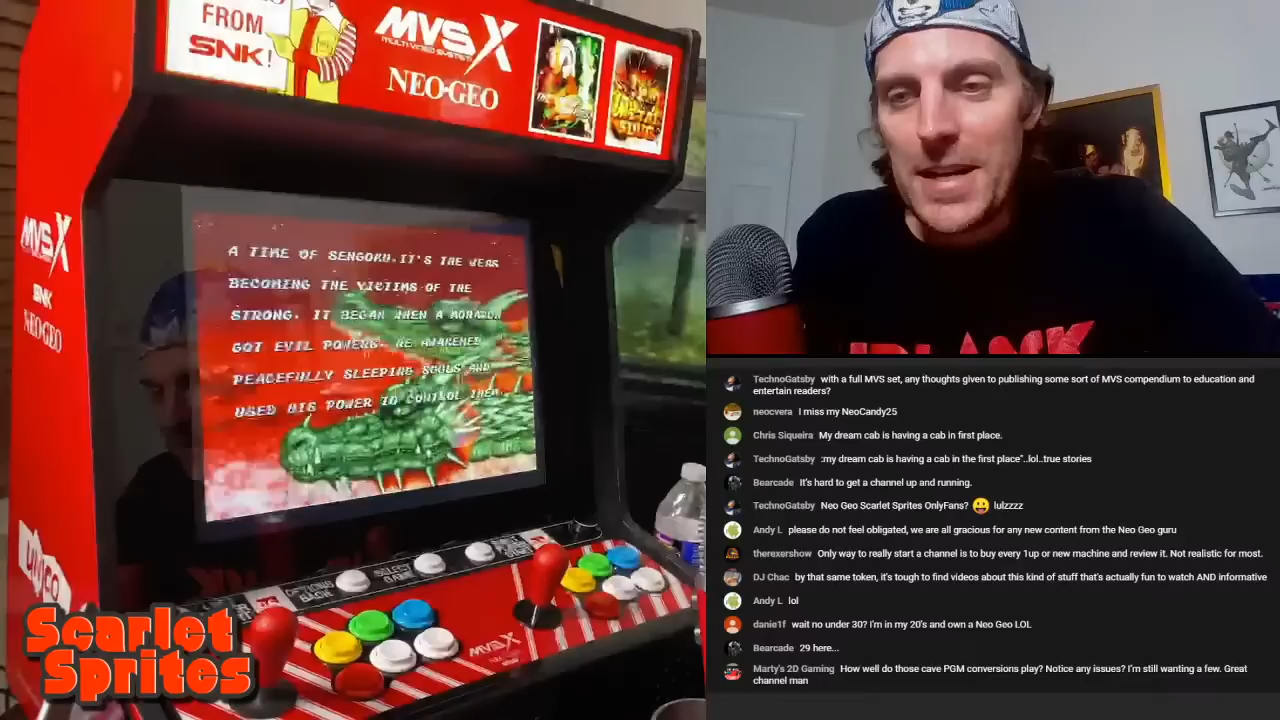 FROM
SNK!
MVSX
MULTI VIDEO SYSTEM
NEO·GEO
MVSX
SNK
NEO·GEO
A TIME OF SENGOKU.IT'S THE WEAK
BECOMING THE VICTIMS OF THE
STRONG. IT BEGAN WHEN A MONARCH
GOT EVIL POWERS. HE AWAKENED
PEACEFULLY SLEEPING SOULS AND
USED HIS POWER TO CONTROL THEM
SELECT
GAME
MVSX
Scarlet
Sprites
TechnoGatsby with a full MVS set, any thoughts given to publishing some sort of MVS compendium to education and
entertain readers?
neocvera I miss my NeoCandy25
Chris Siqueira My dream cab is having a cab in first place.
TechnoGatsby :my dream cab is having a cab in the first place"..lol..true stories
Bearcade It's hard to get a channel up and running.
TechnoGatsby Neo Geo Scarlet Sprites OnlyFans? 😛 lulzzzz
Andy L please do not feel obligated, we are all gracious for any new content from the Neo Geo guru
therexershow Only way to really start a channel is to buy every 1up or new machine and review it. Not realistic for most.
DJ Chac by that same token, it's tough to find videos about this kind of stuff that's actually fun to watch AND informative
Andy L lol
danie1f wait no under 30? I'm in my 20's and own a Neo Geo LOL
Bearcade 29 here...
Marty's 2D Gaming How well do those cave PGM conversions play? Notice any issues? I'm still wanting a few. Great
channel man